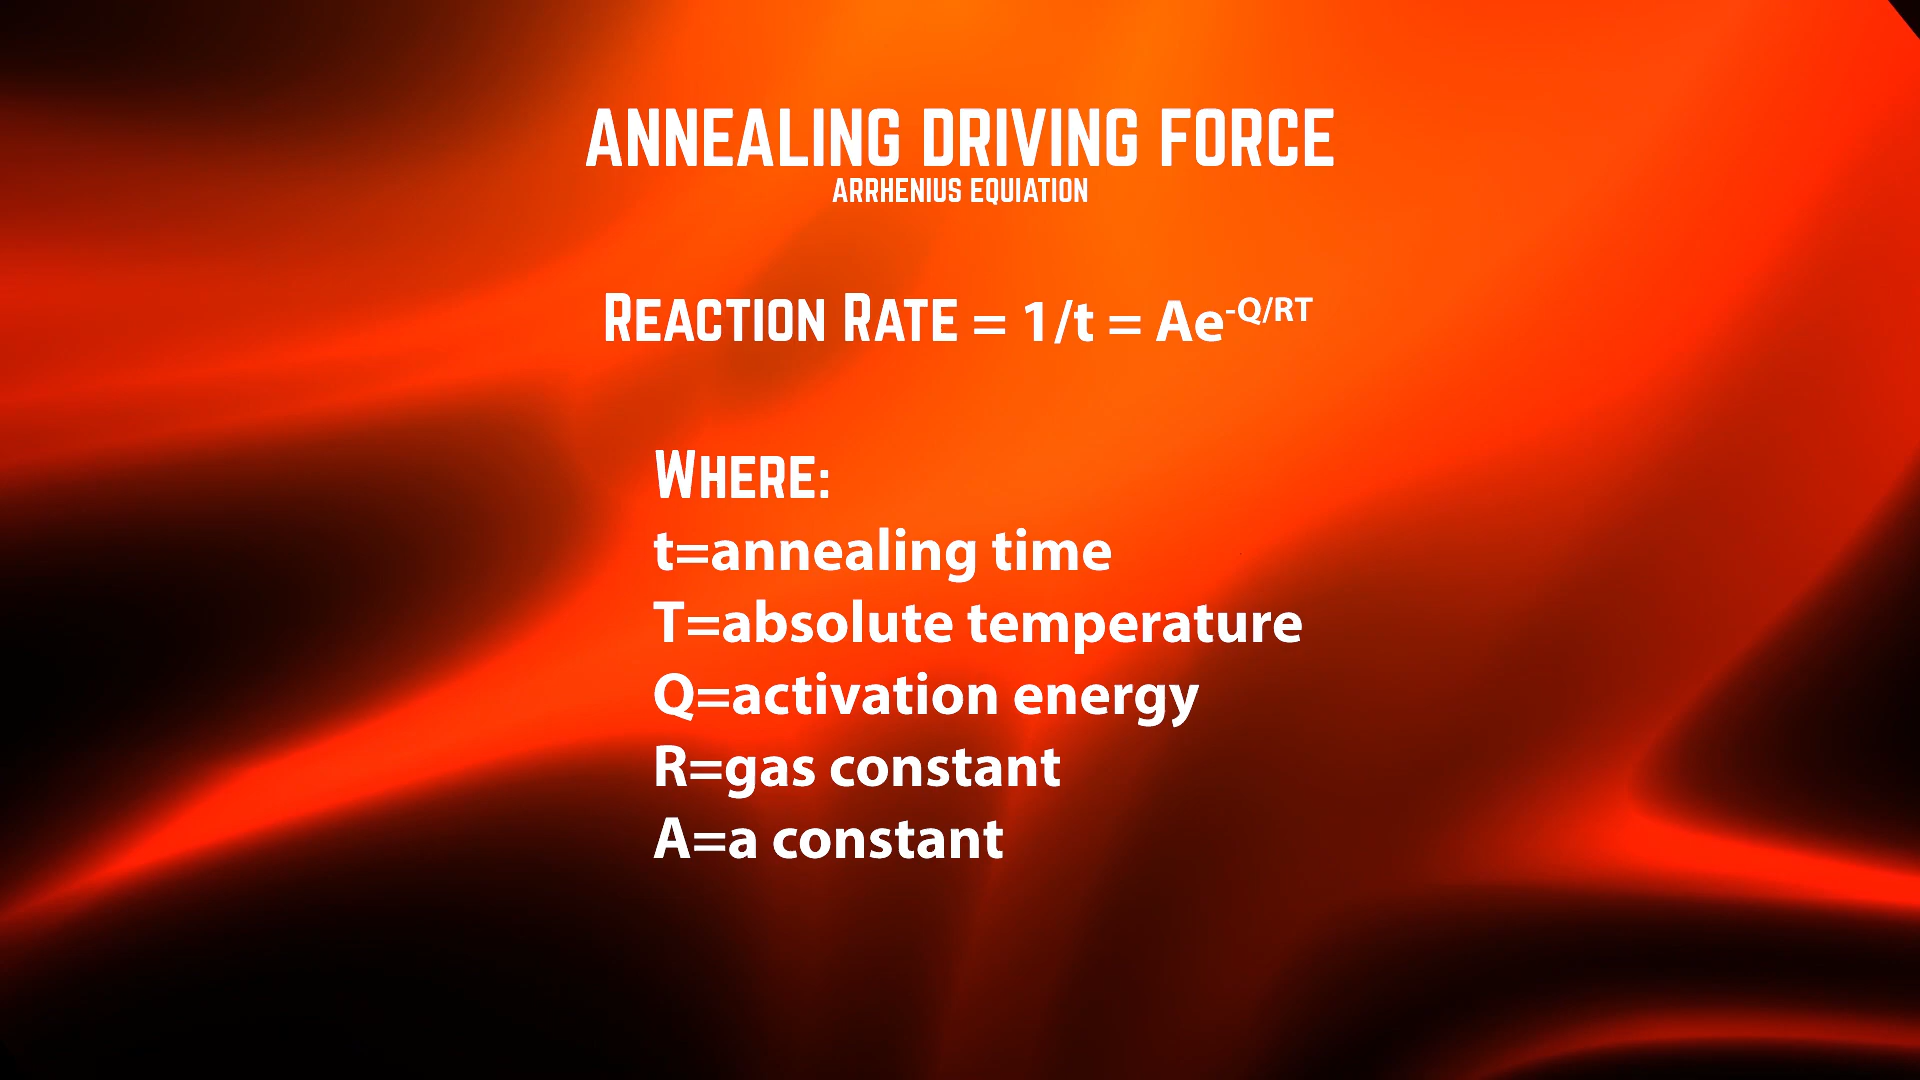 ANNEALING DRIVING FORCE
ARRHENIUS EQUIATION
REACTION RATE = 1/t = Ae^-Q/RT
WHERE:
t=annealing time
T=absolute temperature
Q=activation energy
R=gas constant
A=a constant